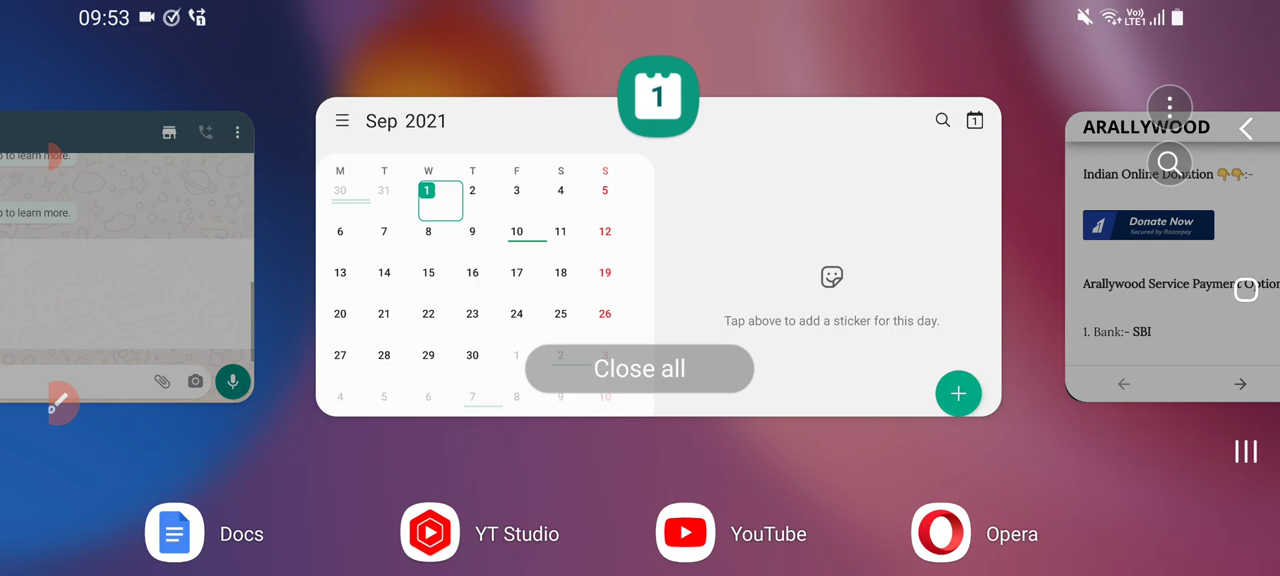 09:53
Vo))
LTE1
to learn more.
to learn more.
1
Sep 2021
1
M T W T F S S
30 31 1 2 3 4 5
6 7 8 9 10 11 12
13 14 15 16 17 18 19
20 21 22 23 24 25 26
27 28 29 30 1 2 3
4 5 6 7 8 9 10
Tap above to add a sticker for this day.
Close all
ARALLYWOOD
Indian Online Donation 👇👇:-
Donate Now
Secured by Razorpay
Arallywood Service Payment Option
1. Bank:- SBI
Docs
YT Studio
YouTube
Opera